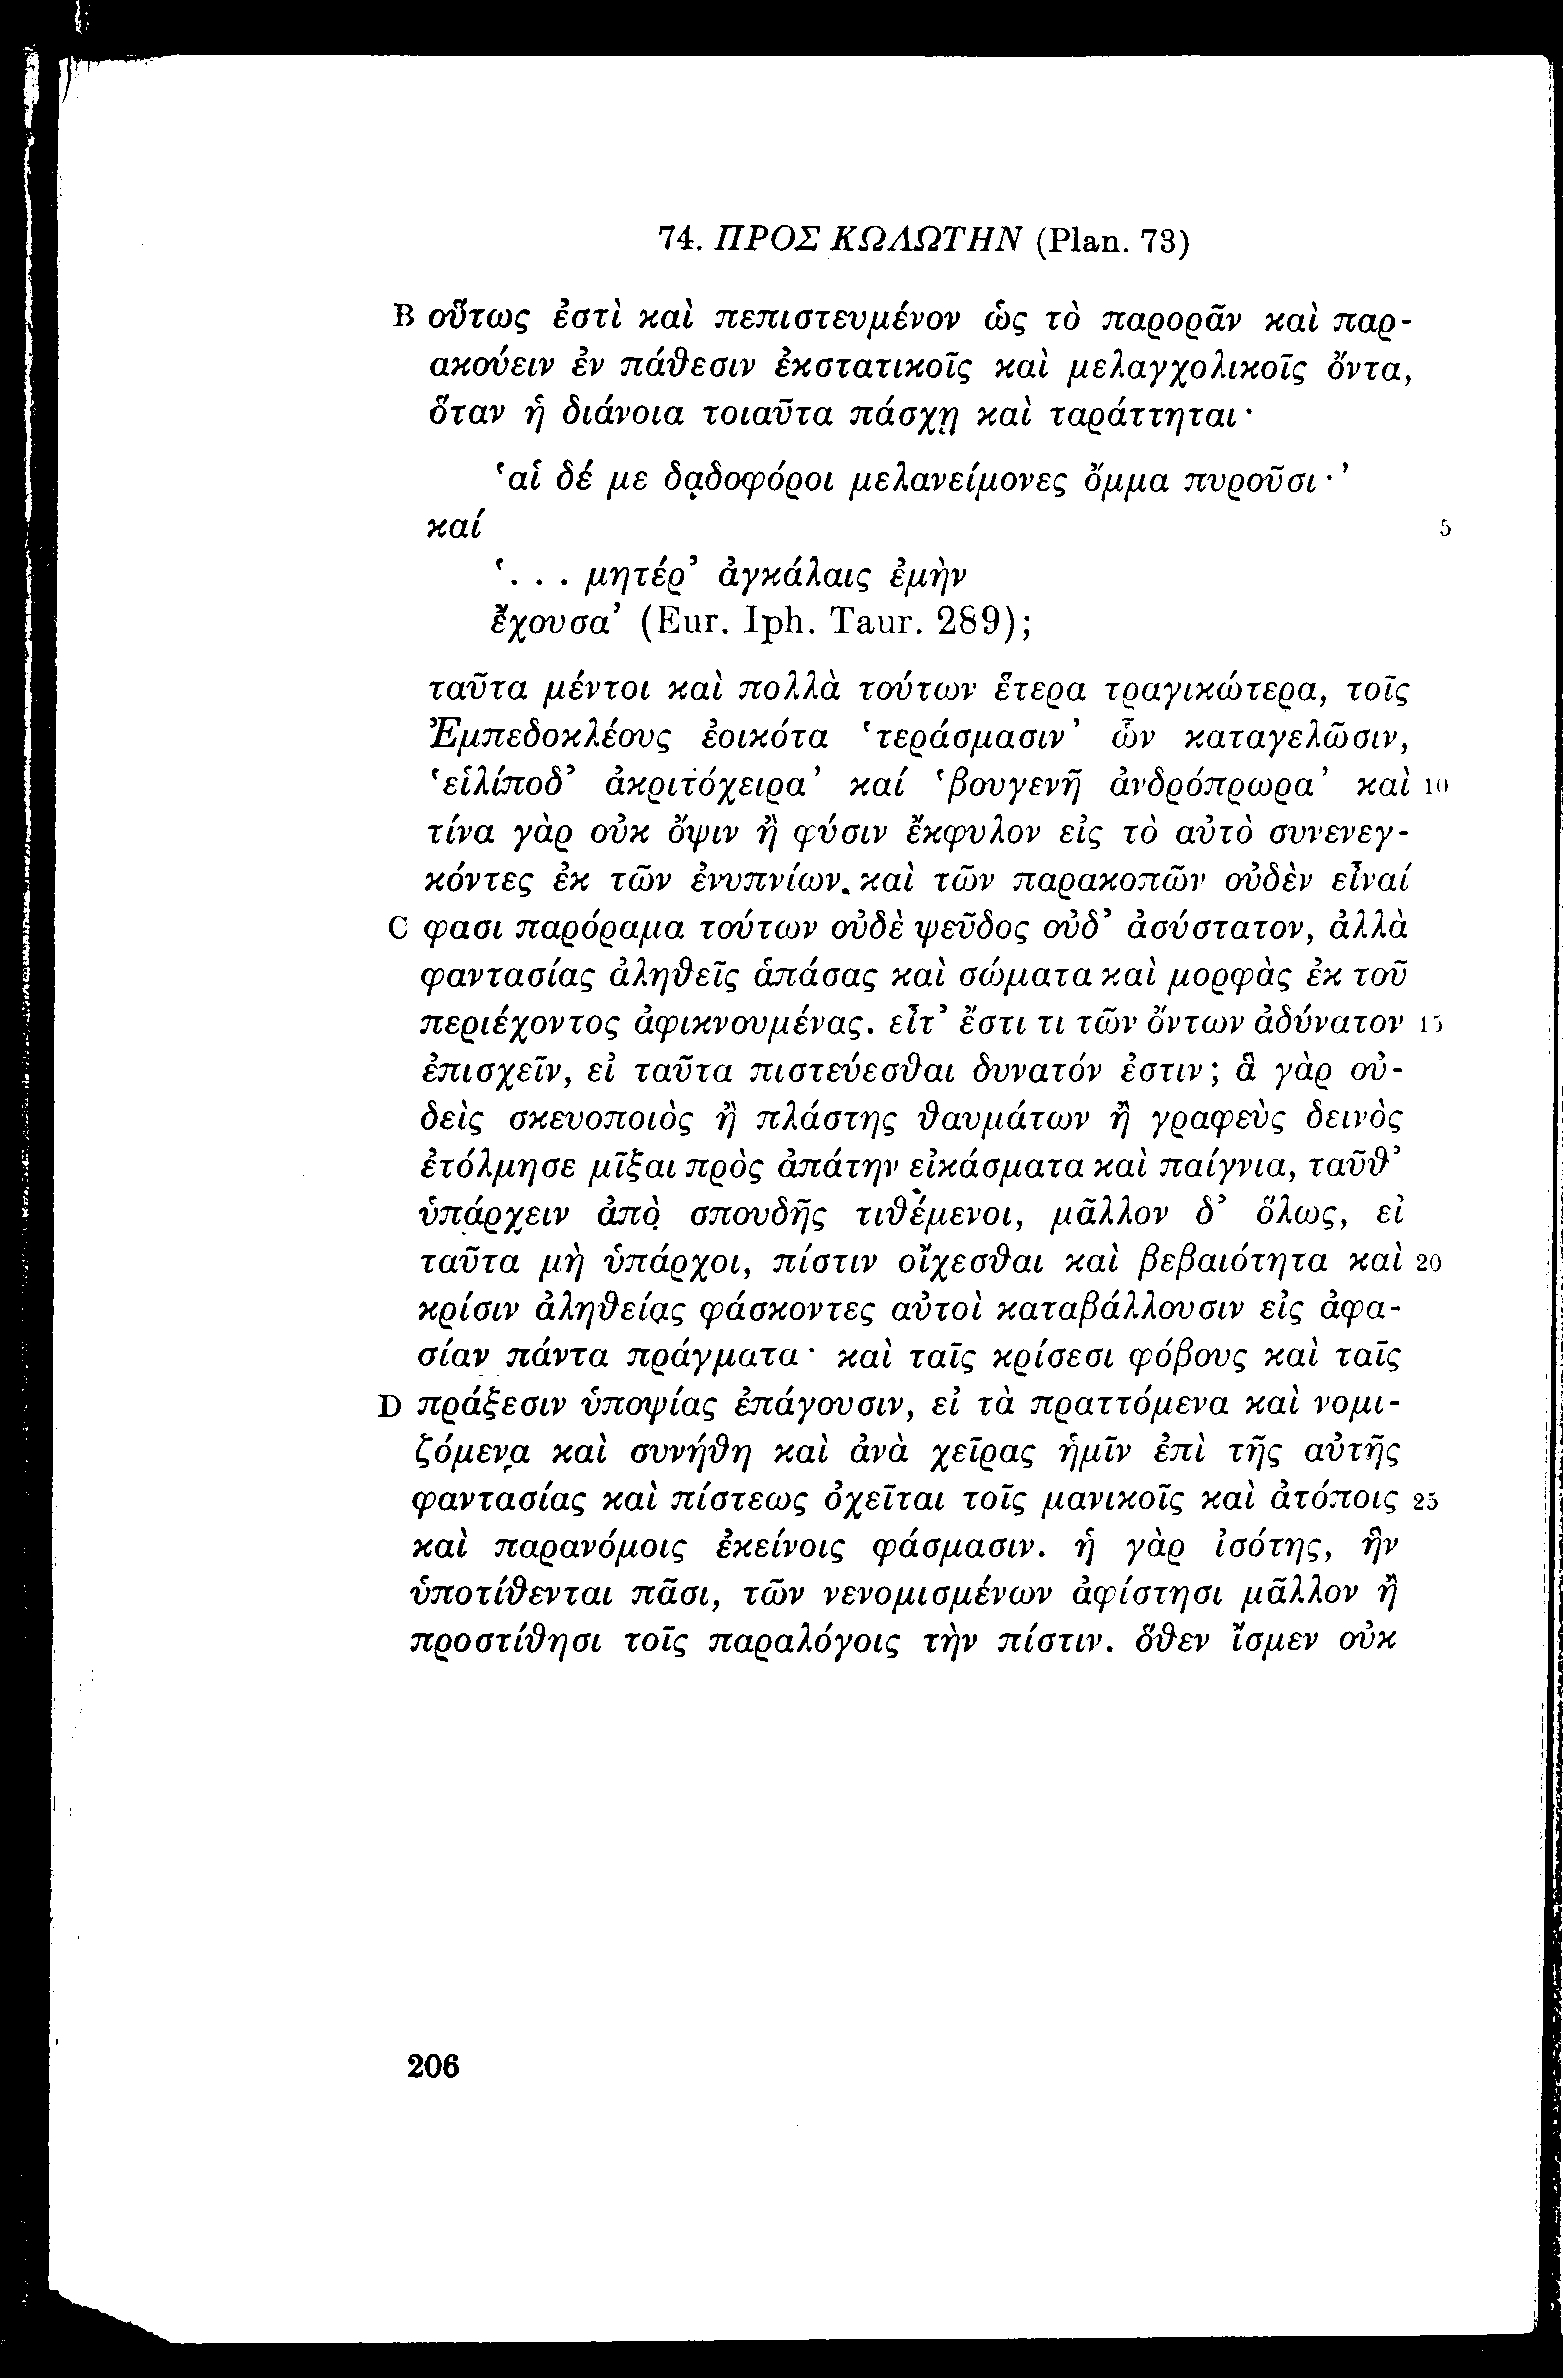 74. ΠΡΟΣ ΚΩΛΩΤΗΝ (Plan. 73)
B οὕτως ἐστὶ καὶ πεπιστευμένον ὡς τὸ παρορᾶν καὶ παρ-
ακούειν ἐν πάθεσιν ἐκστατικοῖς καὶ μελαγχολικοῖς ὄντα,
ὅταν ἡ διάνοια τοιαῦτα πάσχῃ καὶ ταράττηται·
‘αἱ δέ με δᾳδοφόροι μελανείμονες ὄμμα πυροῦσι·’
καί 5
‘. . . μητέρ’ ἀγκάλαις ἐμὴν
ἔχουσα’ (Eur. Iph. Taur. 289);
ταῦτα μέντοι καὶ πολλὰ τούτων ἕτερα τραγικώτερα, τοῖς
Ἐμπεδοκλέους ἐοικότα ‘τεράσμασιν’ ὧν καταγελῶσιν,
‘εἱλίποδ’ ἀκριτόχειρα’ καί ‘βουγενῆ ἀνδρόπρωρα’ καὶ 10
τίνα γὰρ οὐκ ὄψιν ἢ φύσιν ἔκφυλον εἰς τὸ αὐτὸ συνενεγ-
κόντες ἐκ τῶν ἐνυπνίων καὶ τῶν παρακοπῶν οὐδὲν εἶναί
C φασι παρόραμα τούτων οὐδὲ ψεῦδος οὐδ’ ἀσύστατον, ἀλλὰ
φαντασίας ἀληθεῖς ἁπάσας καὶ σώματα καὶ μορφὰς ἐκ τοῦ
περιέχοντος ἀφικνουμένας. εἶτ’ ἔστι τι τῶν ὄντων ἀδύνατον 15
ἐπισχεῖν, εἰ ταῦτα πιστεύεσθαι δυνατόν ἐστιν; ἃ γὰρ οὐ-
δεὶς σκευοποιὸς ἢ πλάστης θαυμάτων ἢ γραφεὺς δεινὸς
ἐτόλμησε μῖξαι πρὸς ἀπάτην εἰκάσματα καὶ παίγνια, ταῦθ’
ὑπάρχειν ἀπὸ σπουδῆς τιθέμενοι, μᾶλλον δ’ ὅλως, εἰ
ταῦτα μὴ ὑπάρχοι, πίστιν οἴχεσθαι καὶ βεβαιότητα καὶ 20
κρίσιν ἀληθείας φάσκοντες αὐτοὶ καταβάλλουσιν εἰς ἀφα-
σίαν πάντα πράγματα· καὶ ταῖς κρίσεσι φόβους καὶ ταῖς
D πράξεσιν ὑποψίας ἐπάγουσιν, εἰ τὰ πραττόμενα καὶ νομι-
ζόμενα καὶ συνήθη καὶ ἀνὰ χεῖρας ἡμῖν ἐπὶ τῆς αὐτῆς
φαντασίας καὶ πίστεως ὀχεῖται τοῖς μανικοῖς καὶ ἀτόποις 25
καὶ παρανόμοις ἐκείνοις φάσμασιν. ἡ γὰρ ἰσότης, ἣν
ὑποτίθενται πᾶσι, τῶν νενομισμένων ἀφίστησι μᾶλλον ἢ
προστίθησι τοῖς παραλόγοις τὴν πίστιν. ὅθεν ἴσμεν οὐκ
206